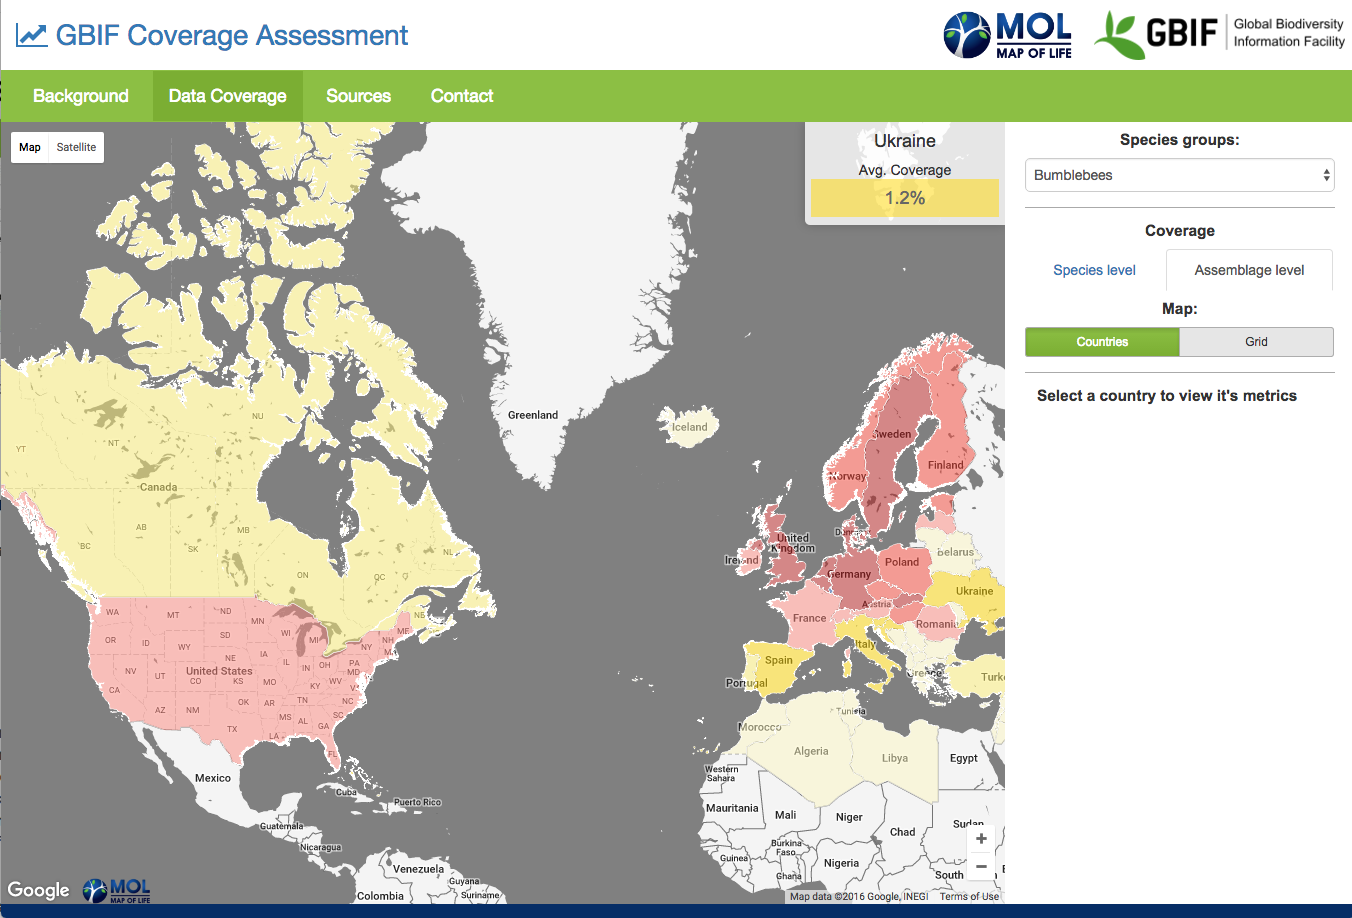 GBIF Coverage Assessment
MOL
MAP OF LIFE
GBIF
Global Biodiversity
Information Facility
Background
Data Coverage
Sources
Contact
Map
Satellite
Ukraine
Avg. Coverage
1.2%
Species groups:
Bumblebees
Coverage
Species level
Assemblage level
Map:
Countries
Grid
Select a country to view it's metrics
Greenland
Iceland
NU
YT
NT
Canada
AB
BC
SK
MB
ON
QC
NL
NB
Sweden
Finland
Norway
United
Kingdom
Ireland
Belarus
Poland
Germany
Ukraine
Austria
France
Romania
Italy
Spain
Portugal
Greece
Turke
Tunisia
Morocco
Algeria
Libya
Egypt
Western
Sahara
Mauritania
Mali
Niger
Chad
Sudan
Burkina
Faso
Guinea
Ghana
Nigeria
South
WA
MT
ND
MN
OR
ID
WY
SD
WI
MI
NY
NH
ME
NV
UT
NE
IA
IL
IN
OH
PA
MD
United States
CO
KS
MO
KY
WV
CA
AZ
NM
OK
AR
TN
NC
SC
MS
AL
GA
TX
LA
FL
Mexico
Cuba
Puerto Rico
Guatemala
Nicaragua
Venezuela
Guyana
Suriname
Colombia
+
−
Google
MOL
MAP OF LIFE
Map data ©2016 Google, INEGI
Terms of Use